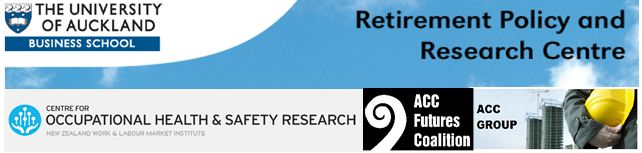 THE UNIVERSITY
OF AUCKLAND
BUSINESS SCHOOL
Retirement Policy and
Research Centre
CENTRE FOR
OCCUPATIONAL HEALTH & SAFETY RESEARCH
NEW ZEALAND WORK & LABOUR MARKET INSTITUTE
ACC
Futures
Coalition
ACC
GROUP